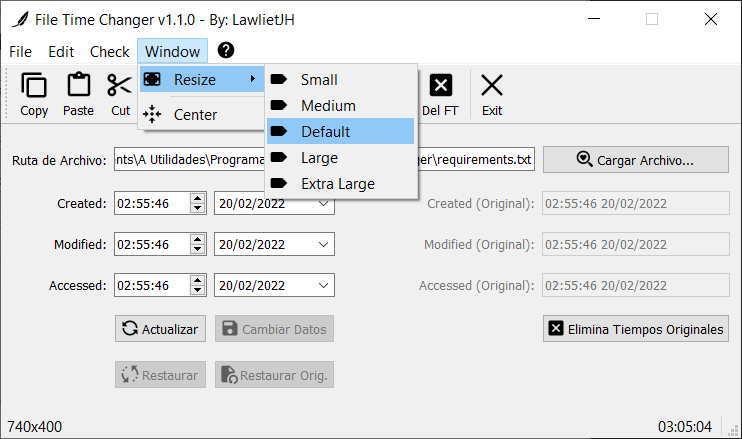 File Time Changer v1.1.0 - By: LawlietJH
File Edit Check Window
Copy Paste Cut Del FT Exit
Resize
Center
Small
Medium
Default
Large
Extra Large
Ruta de Archivo: ents\A Utilidades\Programa ger\requirements.txt Cargar Archivo...
Created: 02:55:46 20/02/2022 Created (Original): 02:55:46 20/02/2022
Modified: 02:55:46 20/02/2022 Modified (Original): 02:55:46 20/02/2022
Accessed: 02:55:46 20/02/2022 Accessed (Original): 02:55:46 20/02/2022
Actualizar Cambiar Datos Elimina Tiempos Originales
Restaurar Restaurar Orig.
740x400 03:05:04